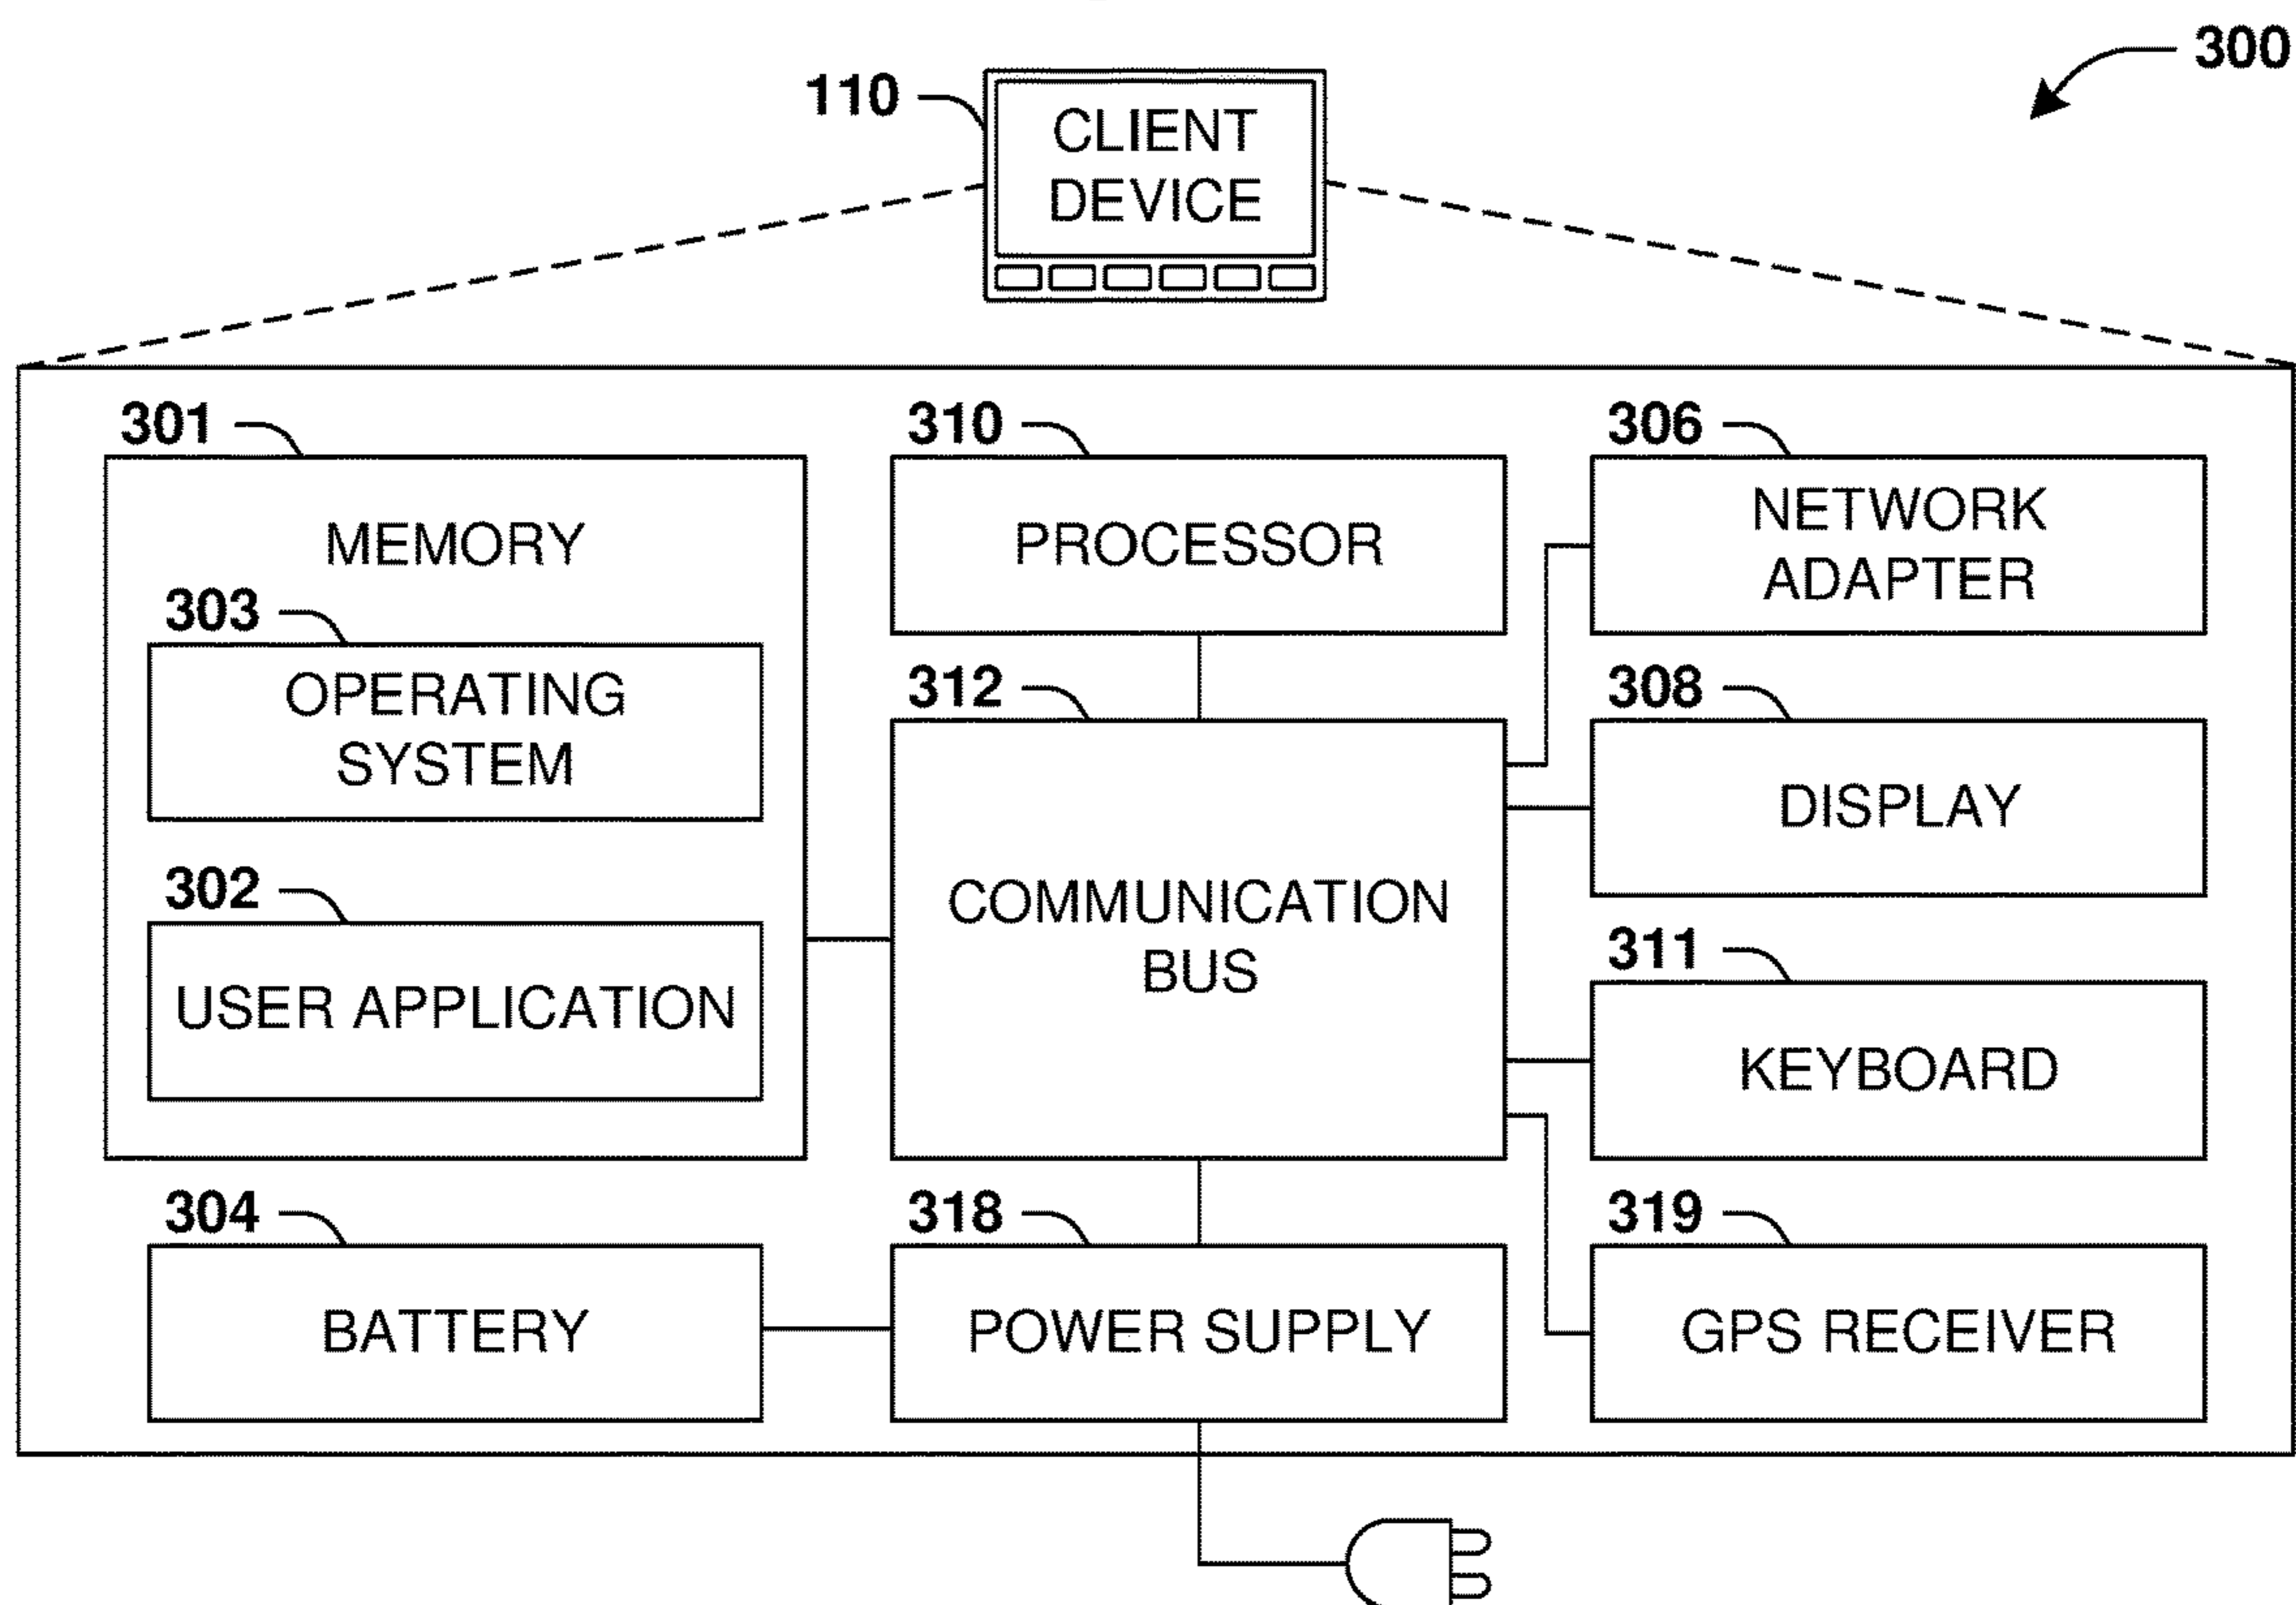 300
110
CLIENT
DEVICE
301
310
306
MEMORY
PROCESSOR
NETWORK
ADAPTER
303
OPERATING
SYSTEM
312
308
COMMUNICATION
BUS
DISPLAY
302
USER APPLICATION
311
KEYBOARD
304
318
319
BATTERY
POWER SUPPLY
GPS RECEIVER